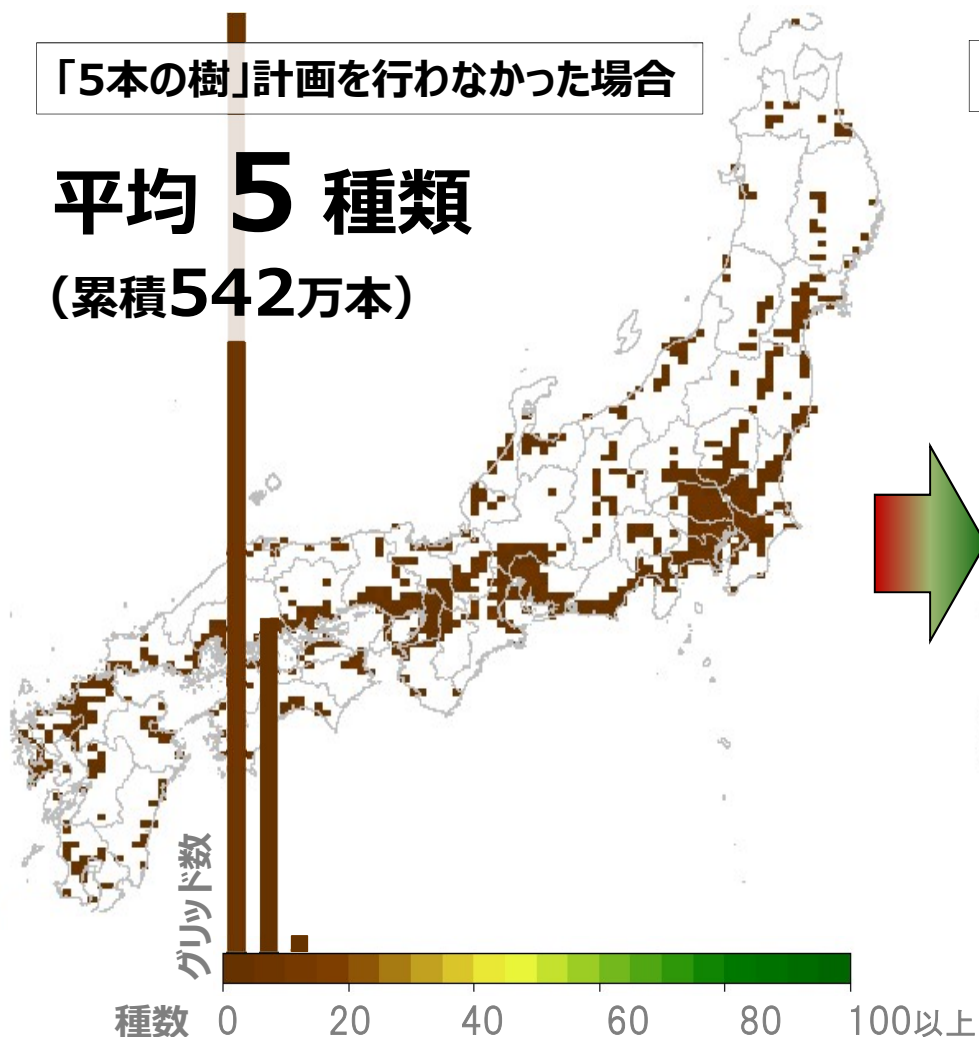 「5本の樹」計画を行わなかった場合
平均 5 種類
(累積542万本)
グリッド数
種数 0 20 40 60 80 100以上